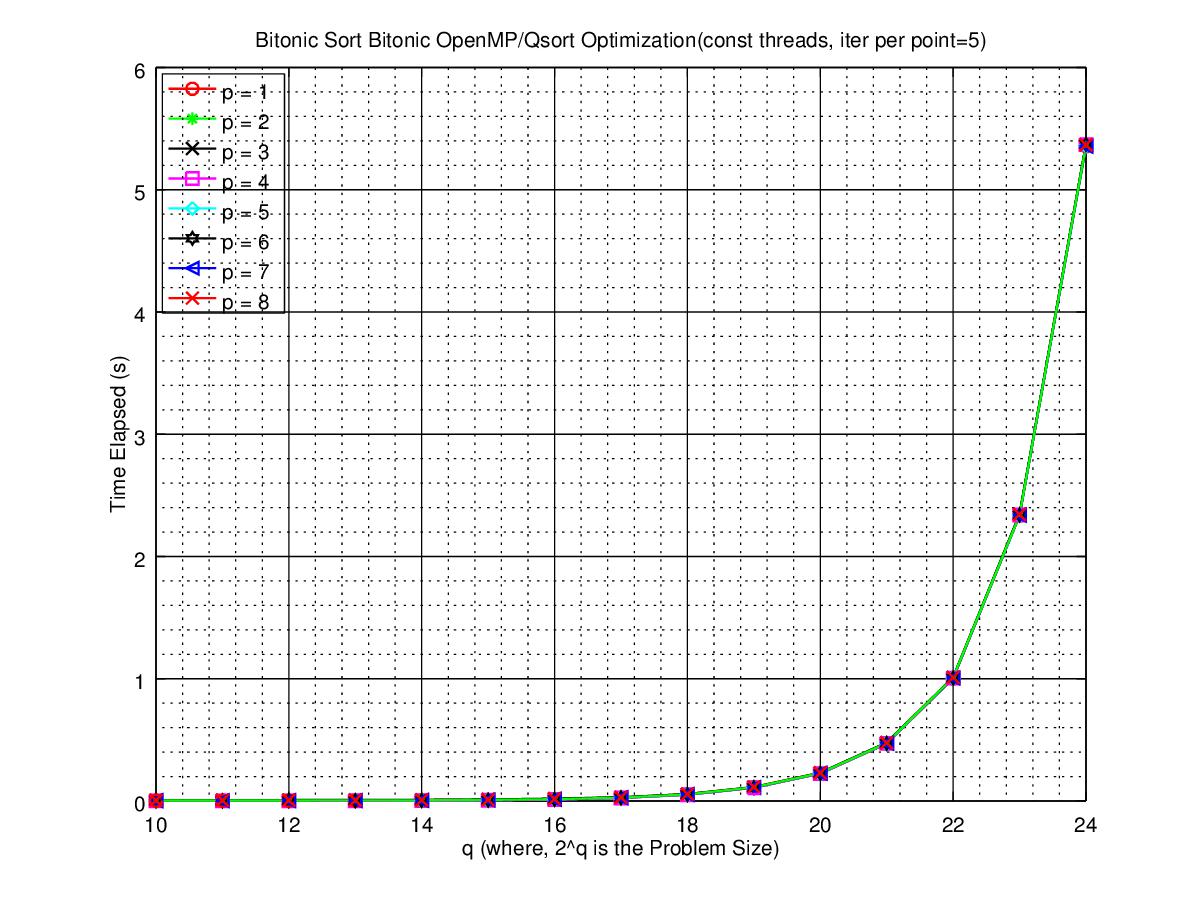 Bitonic Sort Bitonic OpenMP/Qsort Optimization(const threads, iter per point=5)
6
5
4
3
2
1
0
p = 1
p = 2
p = 3
p = 4
p = 5
p = 6
p = 7
p = 8
Time Elapsed (s)
10 12 14 16 18 20 22 24
q (where, 2^q is the Problem Size)